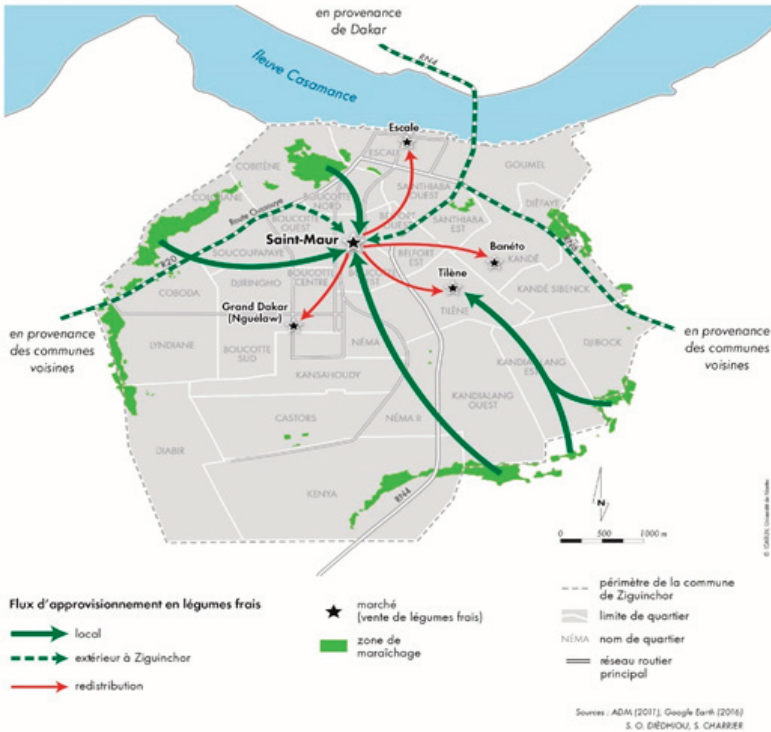 en provenance
de Dakar
RN4
fleuve Casamance
Escale
ESCALE
COBITÈNE
GOUMEL
BOUCOTTE
NORD
SANTHIABA
OUEST
DIÉFAYE
Route Oussouye
BOUCOTTE
OUEST
SANTHIABA
EST
Saint-Maur
BELFORT
Banéto
KANDÉ
RN6
SOUCOUPAPAYE
BELFORT
EST
R20
BOUCOTTE
CENTRE
BOUCOTTE
EST
Tilène
COBODA
DJIRINGHO
KANDÉ SIBENCK
TILÈNE
Grand Dakar
(Nguélaw)
en provenance
des communes
voisines
LYNDIANE
BOUCOTTE
SUD
NÉMA
DJIBOCK
en provenance
des communes
voisines
KANSAHOUDY
KANDIALANG
EST
KANDIALANG
OUEST
CASTORS
NÉMA II
DIABIR
KENYA
RN4
N
0 500 1000 m
Flux d'approvisionnement en légumes frais
local
extérieur à Ziguinchor
redistribution
marché
(vente de légumes frais)
zone de
maraîchage
périmètre de la commune
de Ziguinchor
limite de quartier
NÉMA nom de quartier
réseau routier
principal
Sources : ADM (2011), Google Earth (2016)
S. O. DIÉDHIOU, S. CHARRIER